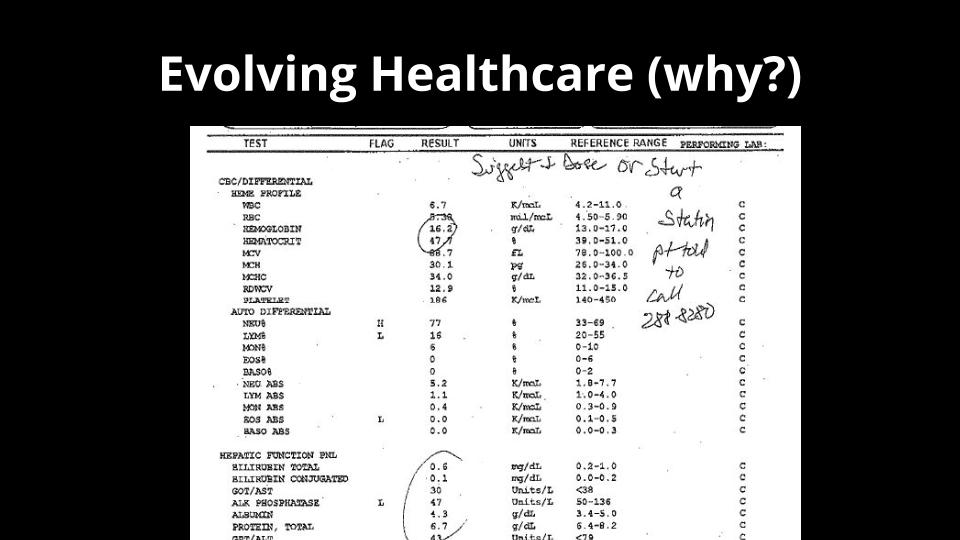 Evolving Healthcare (why?)
TEST FLAG RESULT UNITS REFERENCE RANGE PERFORMING LAB:
Suggest ↓ Dose or Start
a
Statin
pt told
to
call
288-8280
CBC/DIFFERENTIAL
HEME PROFILE
WBC 6.7 K/mcL 4.2-11.0 C
RBC 5.38 mil/mcL 4.50-5.90 C
HEMOGLOBIN 16.2 g/dL 13.0-17.0 C
HEMATOCRIT 47.7 % 39.0-51.0 C
MCV 88.7 fL 78.0-100.0 C
MCH 30.1 pg 26.0-34.0 C
MCHC 34.0 g/dL 32.0-36.5 C
RDWCV 12.9 % 11.0-15.0 C
PLATELET 186 K/mcL 140-450 C
AUTO DIFFERENTIAL
NEU% H 77 % 33-69 C
LYM% L 16 % 20-55 C
MON% 6 % 0-10 C
EOS% 0 % 0-6 C
BASO% 0 % 0-2 C
NEU ABS 5.2 K/mcL 1.8-7.7 C
LYM ABS 1.1 K/mcL 1.0-4.0 C
MON ABS 0.4 K/mcL 0.3-0.9 C
EOS ABS L 0.0 K/mcL 0.1-0.5 C
BASO ABS 0.0 K/mcL 0.0-0.3 C
HEPATIC FUNCTION PNL
BILIRUBIN TOTAL 0.6 mg/dL 0.2-1.0 C
BILIRUBIN CONJUGATED 0.1 mg/dL 0.0-0.2 C
GOT/AST 30 Units/L <38 C
ALK PHOSPHATASE L 47 Units/L 50-136 C
ALBUMIN 4.3 g/dL 3.4-5.0 C
PROTEIN, TOTAL 6.7 g/dL 6.4-8.2 C
GPT/ALT 43 Units/L <79 C